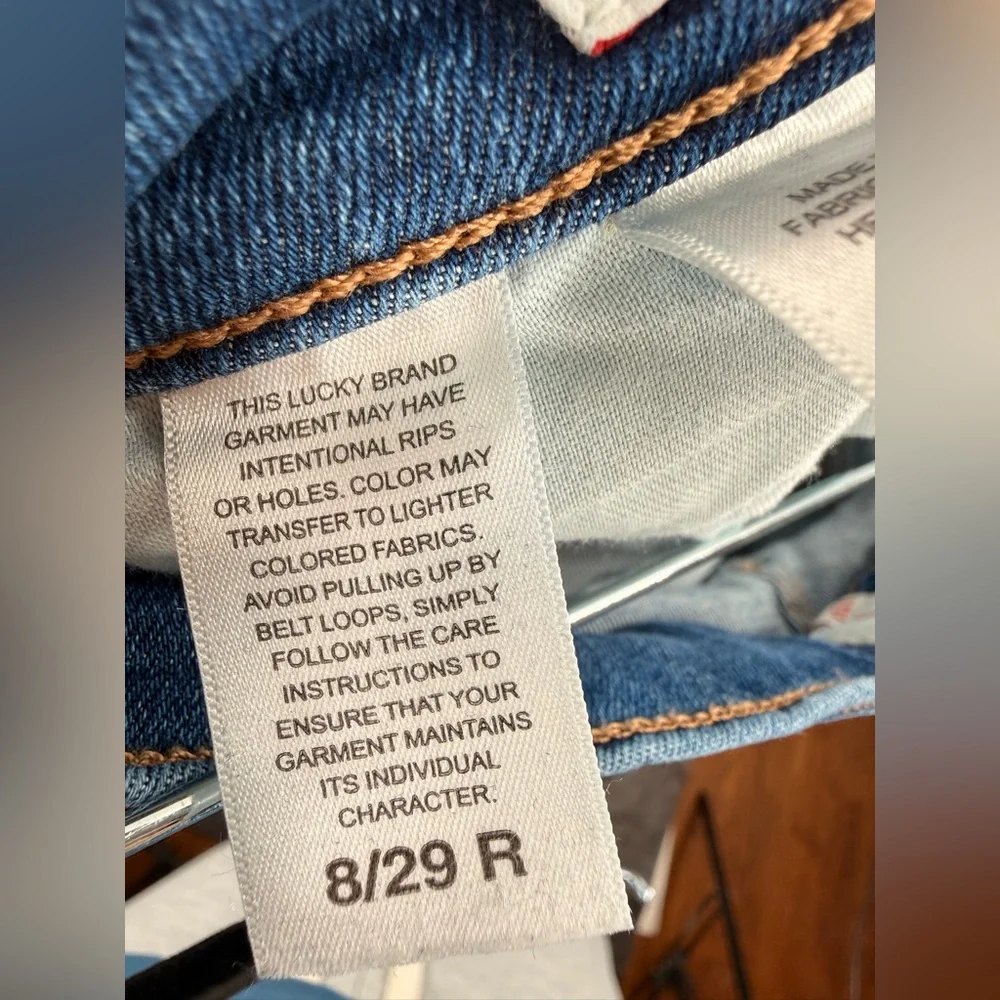 THIS LUCKY BRAND
GARMENT MAY HAVE
INTENTIONAL RIPS
OR HOLES. COLOR MAY
TRANSFER TO LIGHTER
COLORED FABRICS.
AVOID PULLING UP BY
BELT LOOPS, SIMPLY
FOLLOW THE CARE
INSTRUCTIONS TO
ENSURE THAT YOUR
GARMENT MAINTAINS
ITS INDIVIDUAL
CHARACTER.
8/29 R
MADE